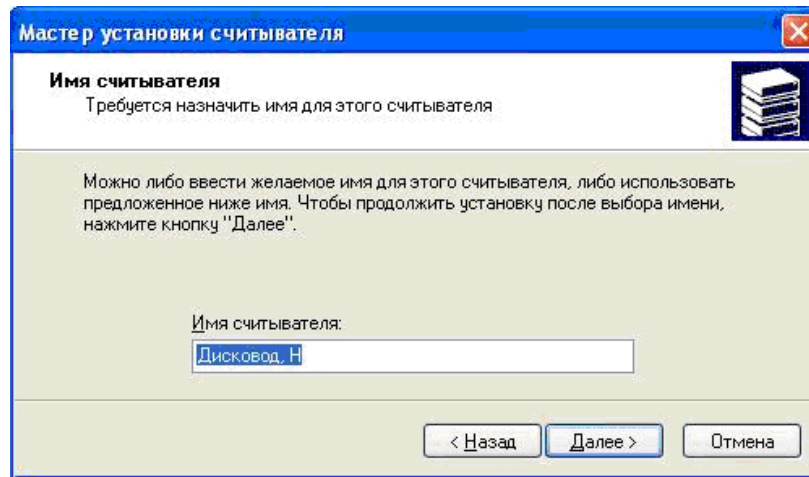 Мастер установки считывателя
Имя считывателя
Требуется назначить имя для этого считывателя
Можно либо ввести желаемое имя для этого считывателя, либо использовать
предложенное ниже имя. Чтобы продолжить установку после выбора имени,
нажмите кнопку "Далее".
Имя считывателя:
Дисковод, H
< Назад Далее > Отмена